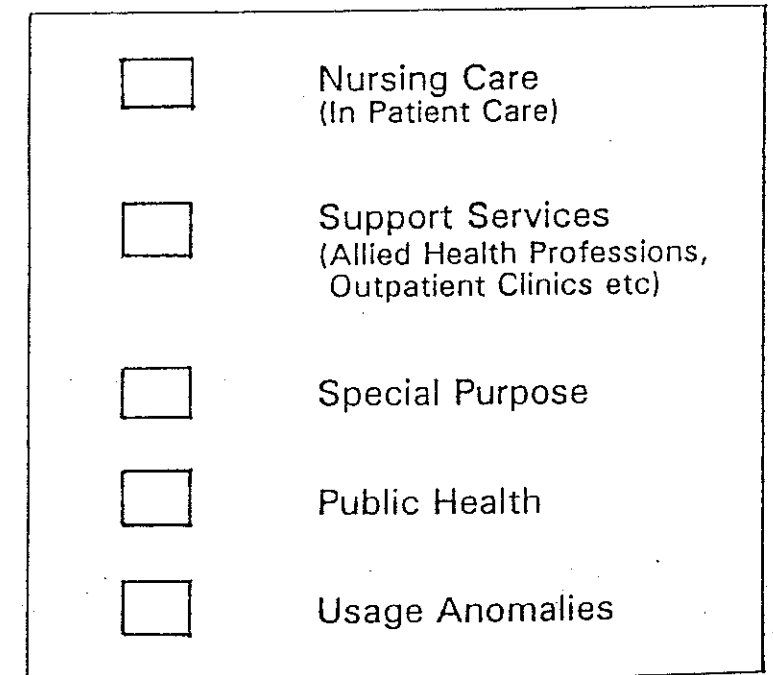 Nursing Care
(In Patient Care)
Support Services
(Allied Health Professions,
Outpatient Clinics etc)
Special Purpose
Public Health
Usage Anomalies